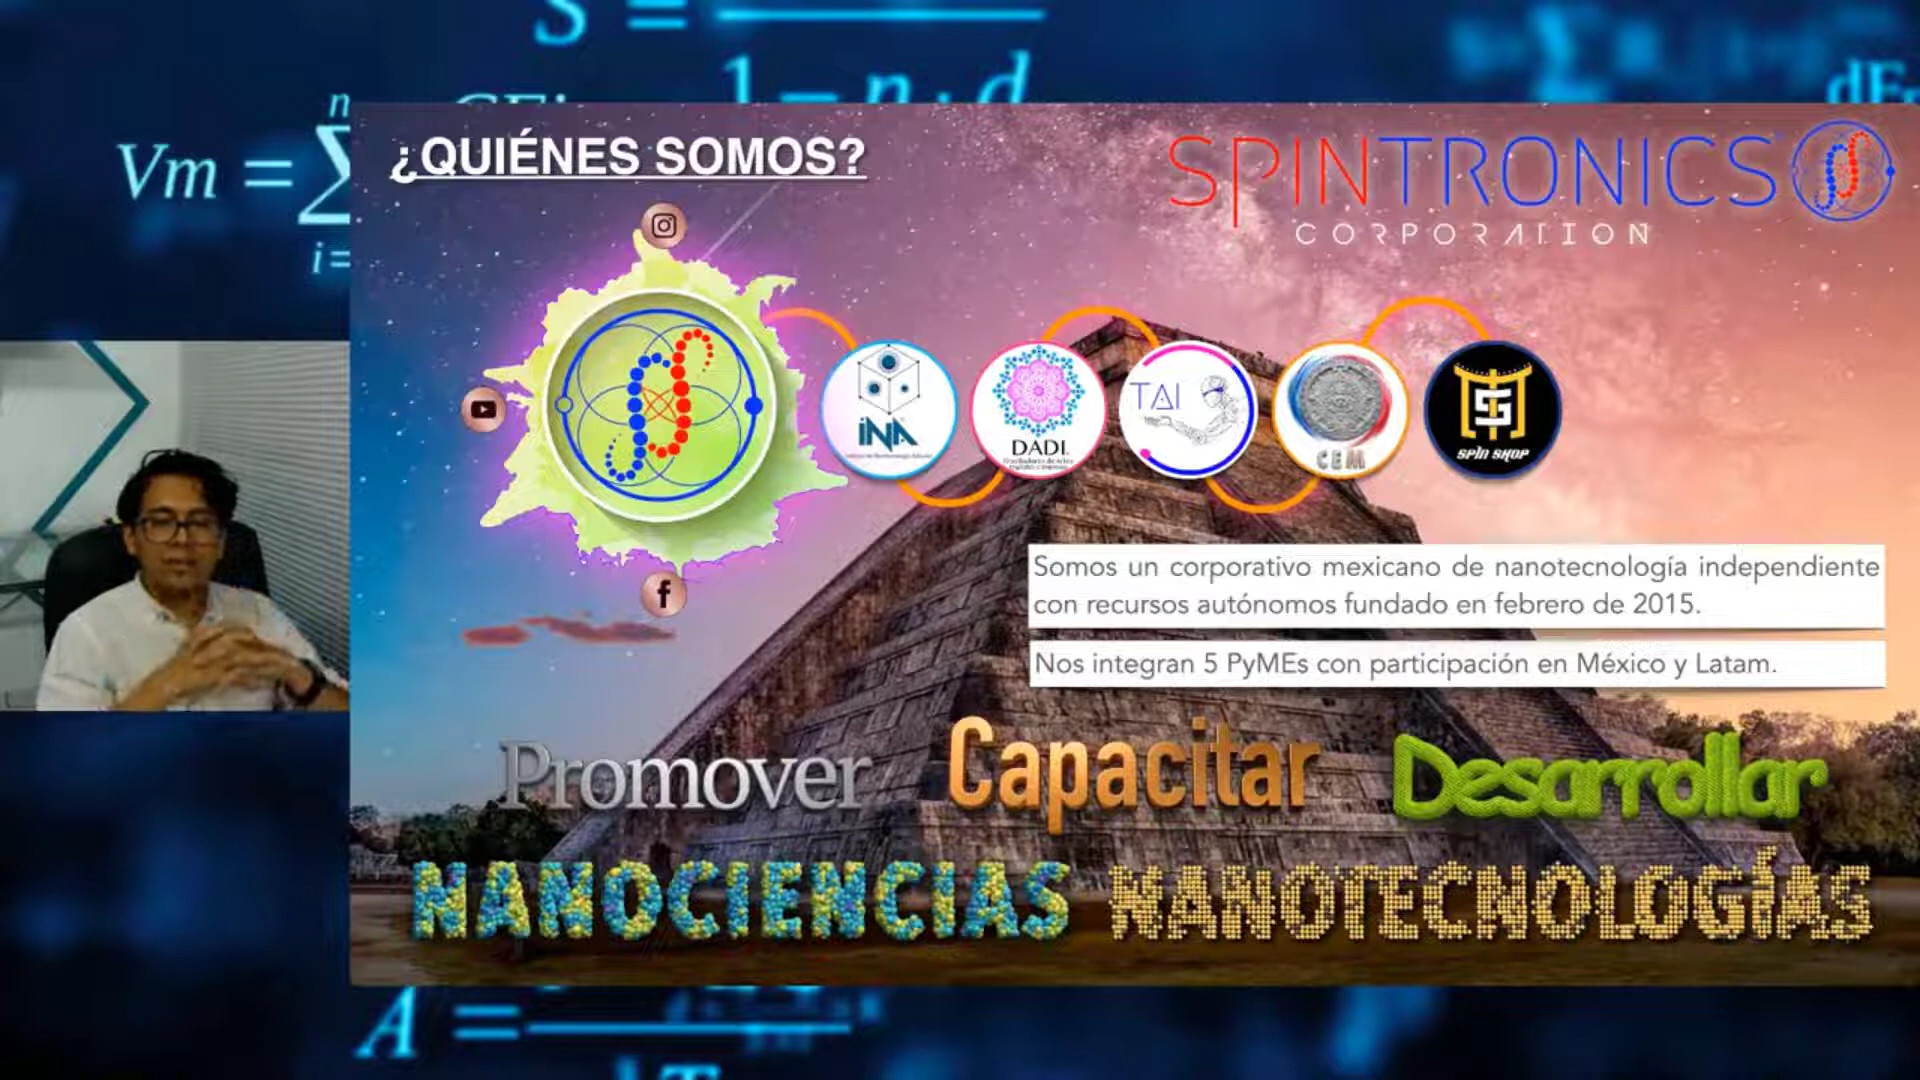 S =
1 - n · d
n
Vm = ∑
i=
¿QUIÉNES SOMOS?
SPINTRONICS
CORPORATION
iNA
DADI
TAI
CEM
SPIN SHOP
Somos un corporativo mexicano de nanotecnología independiente
con recursos autónomos fundado en febrero de 2015.
Nos integran 5 PyMEs con participación en México y Latam.
Promover Capacitar Desarrollar
NANOCIENCIAS NANOTECNOLOGÍAS
A =